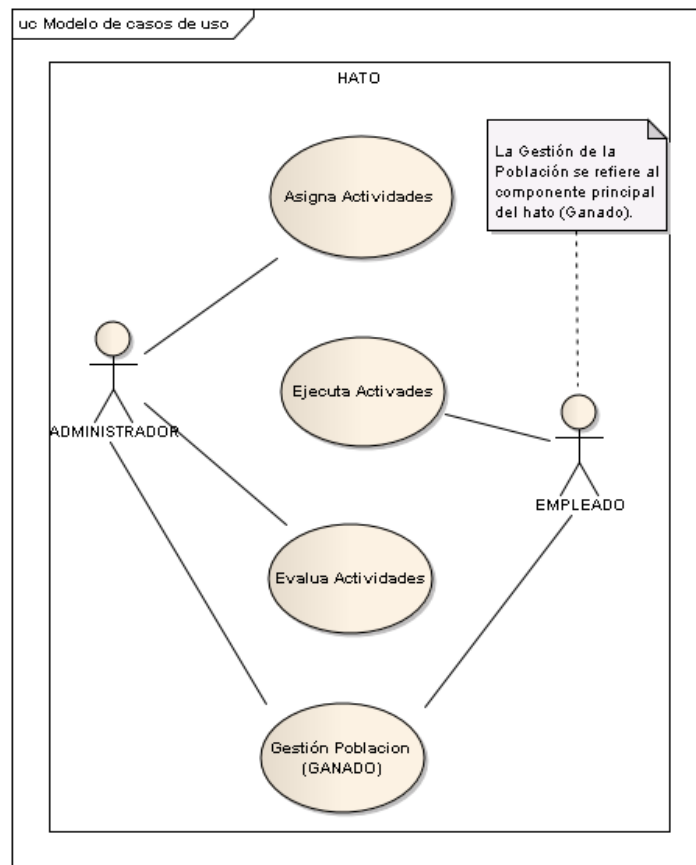 uc Modelo de casos de uso
HATO
La Gestión de la
Población se refiere al
componente principal
del hato (Ganado).
Asigna Actividades
Ejecuta Activades
ADMINISTRADOR
EMPLEADO
Evalua Actividades
Gestión Poblacion
(GANADO)